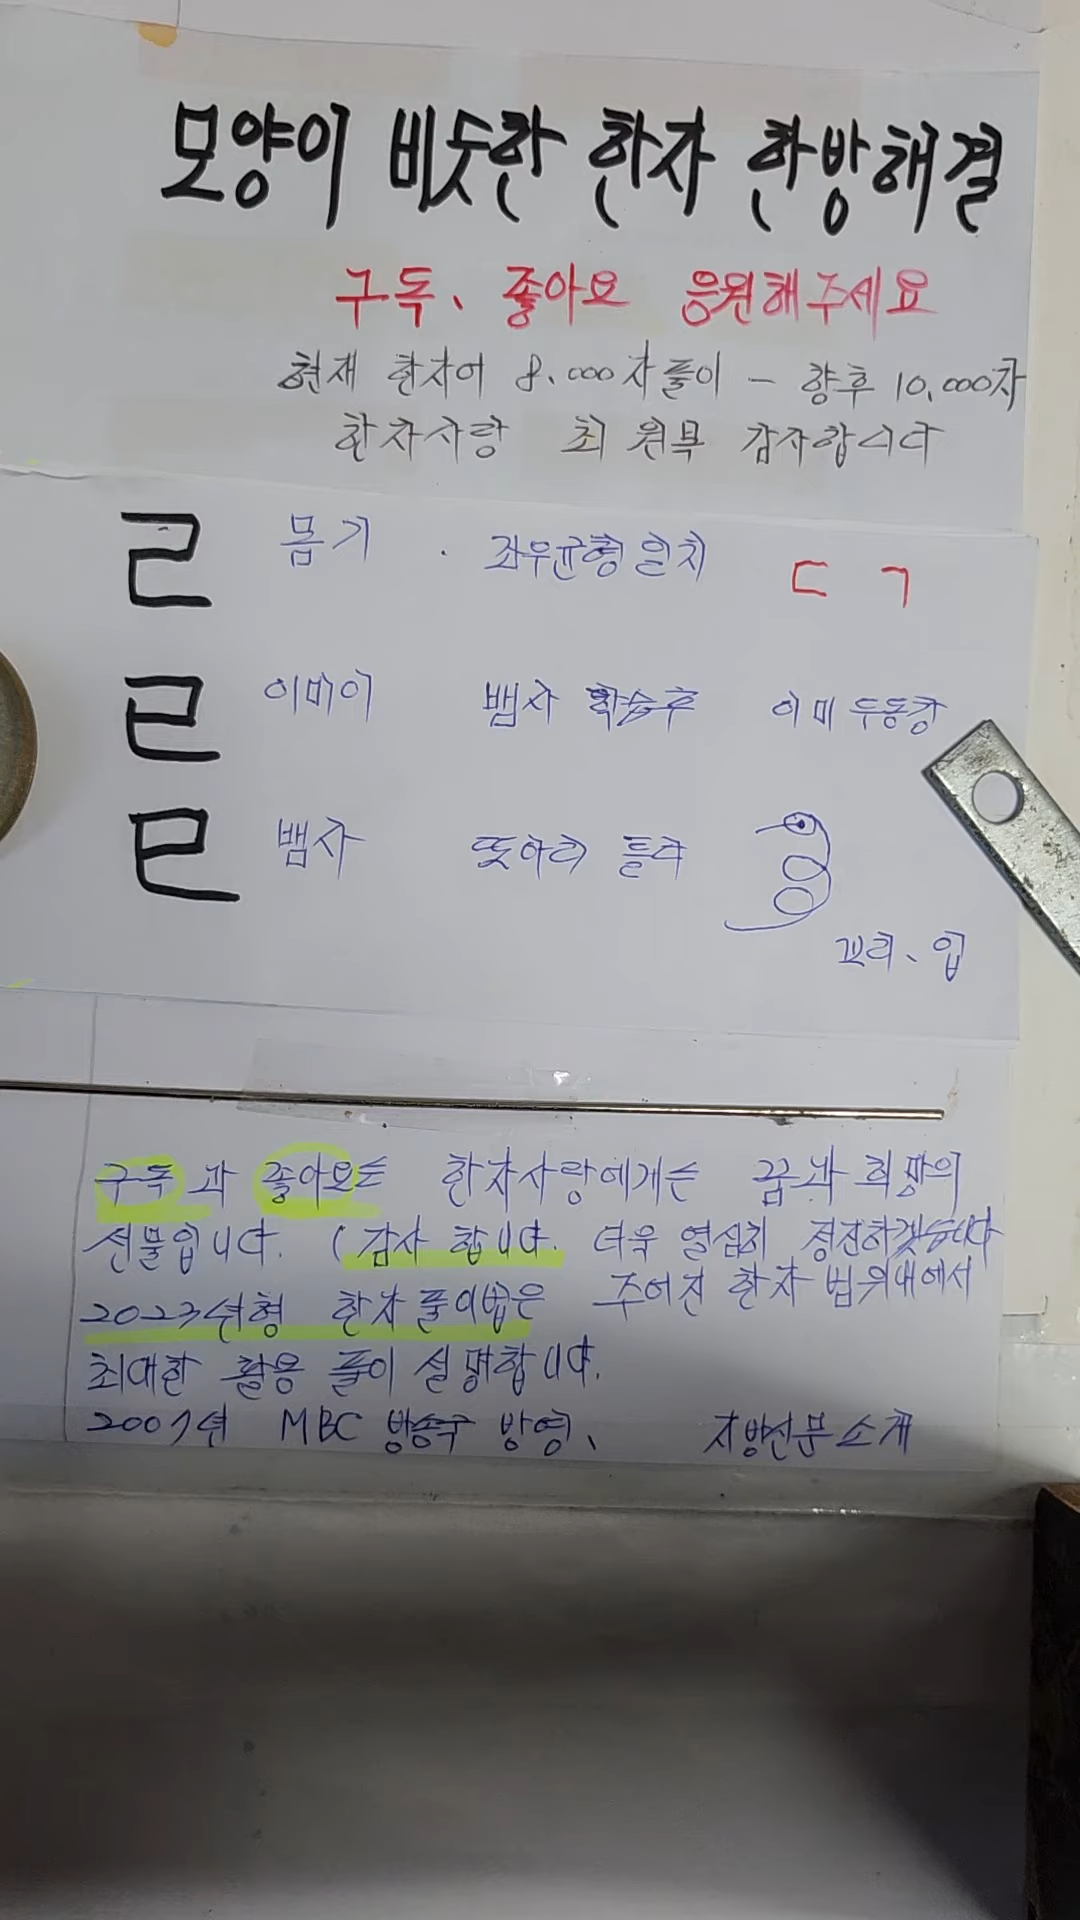 모양이 비슷한 한자 한방해결
구독、좋아요 응원해주세요
현재 한자어 8.000자풀이 - 향후 10.000자
한자사랑 최원복 감사합니다
己 몸기 · 좌우균형일치 ㄷ ㄱ
已 이미이 뱀사 학습후 이미 두동강
巳 뱀사 또아리 틀다
꼬리、입
구독과 좋아요는 한자사랑에게는 꿈과 희망의
선물입니다. (감사 합니다. 더욱 열심히 정진하겠습니다
2023년형 한자풀이법은 주어진 한자 범위내에서
최대한 활용 풀이 설명합니다.
2007년 MBC 방송국 방영、 지방신문소개